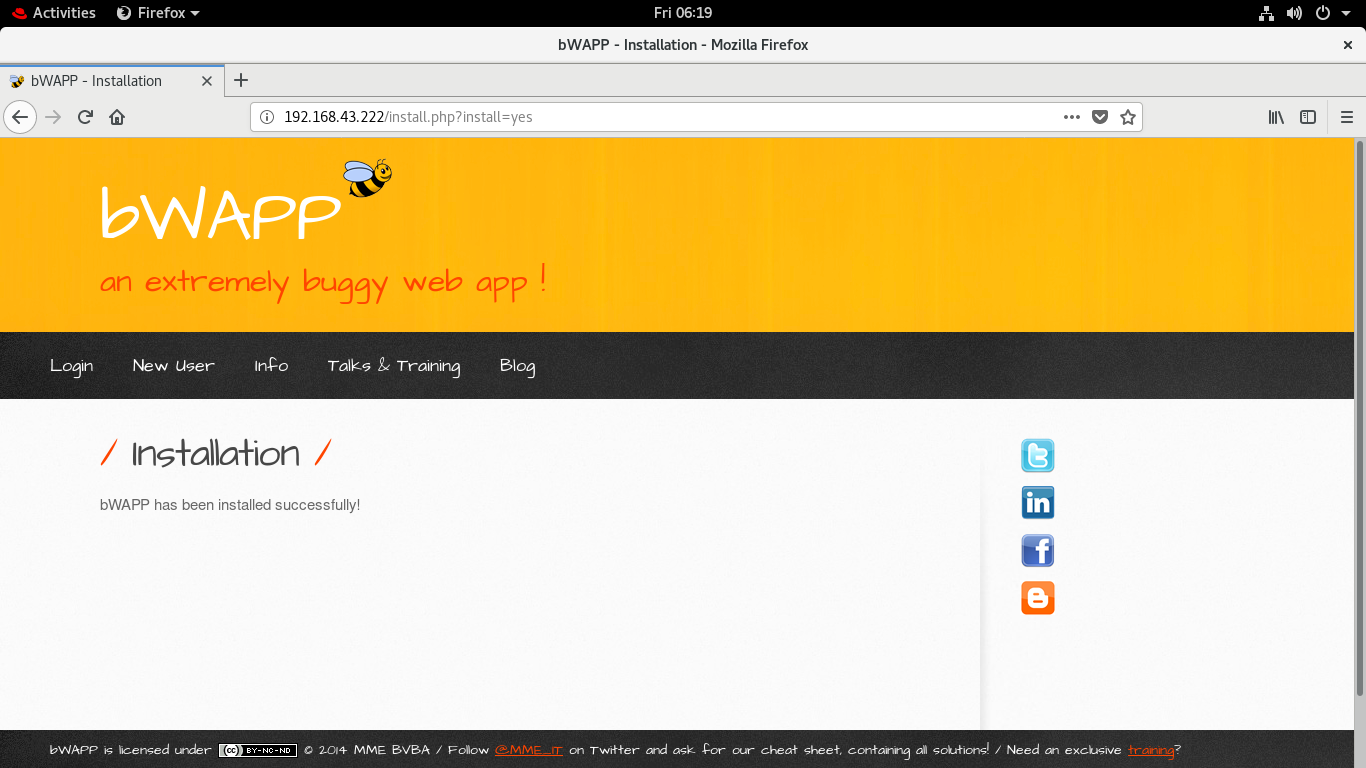 Activities Firefox Fri 06:19
bWAPP - Installation - Mozilla Firefox
bWAPP - Installation
192.168.43.222/install.php?install=yes
bWAPP
an extremely buggy web app !
Login New User Info Talks & Training Blog
/ Installation /
bWAPP has been installed successfully!
bWAPP is licensed under (cc) BY-NC-ND © 2014 MME BVBA / Follow @MME_IT on Twitter and ask for our cheat sheet, containing all solutions! / Need an exclusive training?